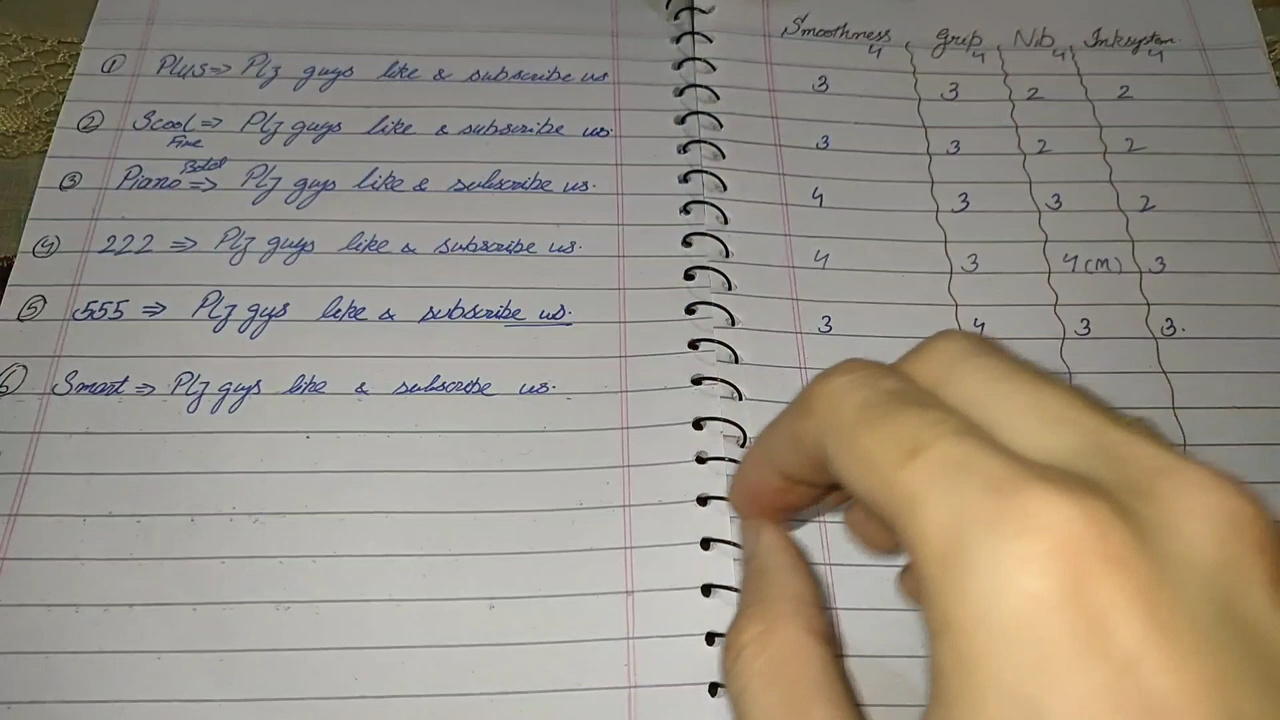 ① Plus => Plz guys like & subscribe us
② Scool => Plz guys like & subscribe us.
Fine
Bold
③ Piano => Plz guys like & subscribe us.
④ 222 => Plz guys like & subscribe us.
⑤ 555 => Plz gys like & subscribe us.
⑥ Smart => Plz guys like & subscribe us.
Smoothness Grip Nib Inksystem
4 4 4 4
3 3 2 2
3 3 2 2
4 3 3 2
4 3 4(M) 3
3 4 3 3.